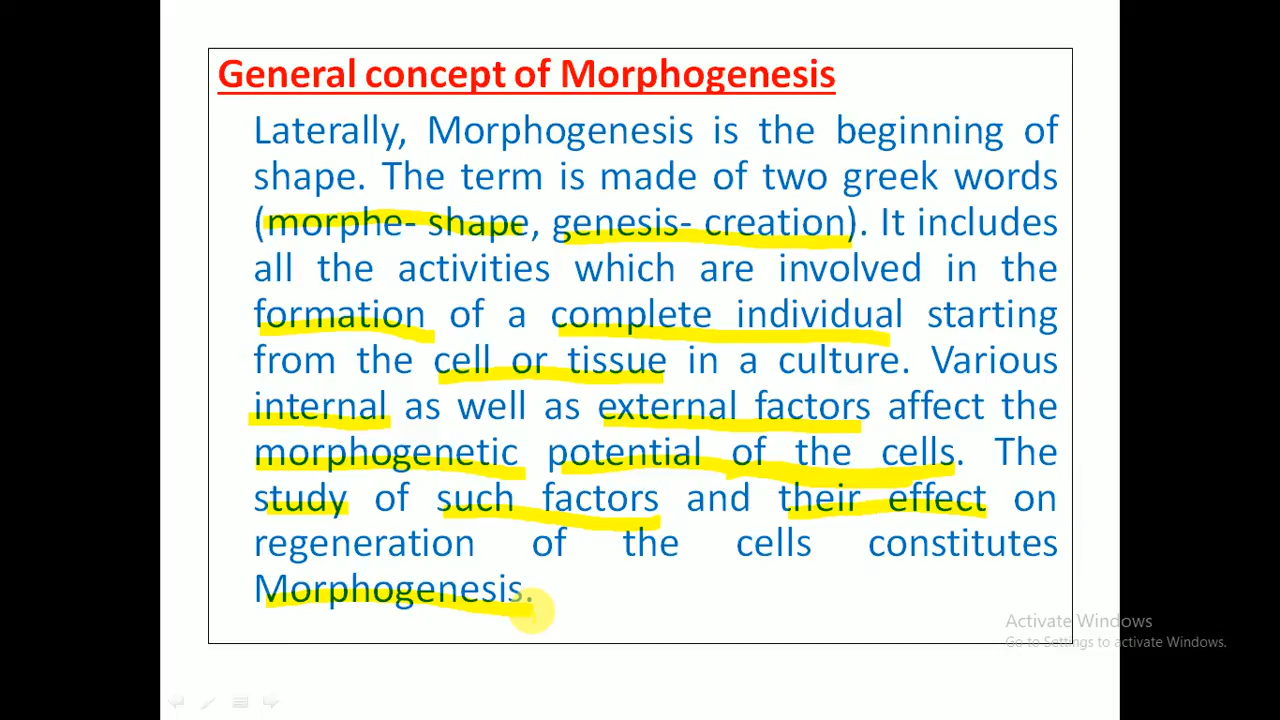 General concept of Morphogenesis
Laterally, Morphogenesis is the beginning of
shape. The term is made of two greek words
(morphe- shape, genesis- creation). It includes
all the activities which are involved in the
formation of a complete individual starting
from the cell or tissue in a culture. Various
internal as well as external factors affect the
morphogenetic potential of the cells. The
study of such factors and their effect on
regeneration of the cells constitutes
Morphogenesis.
Activate Windows
Go to Settings to activate Windows.